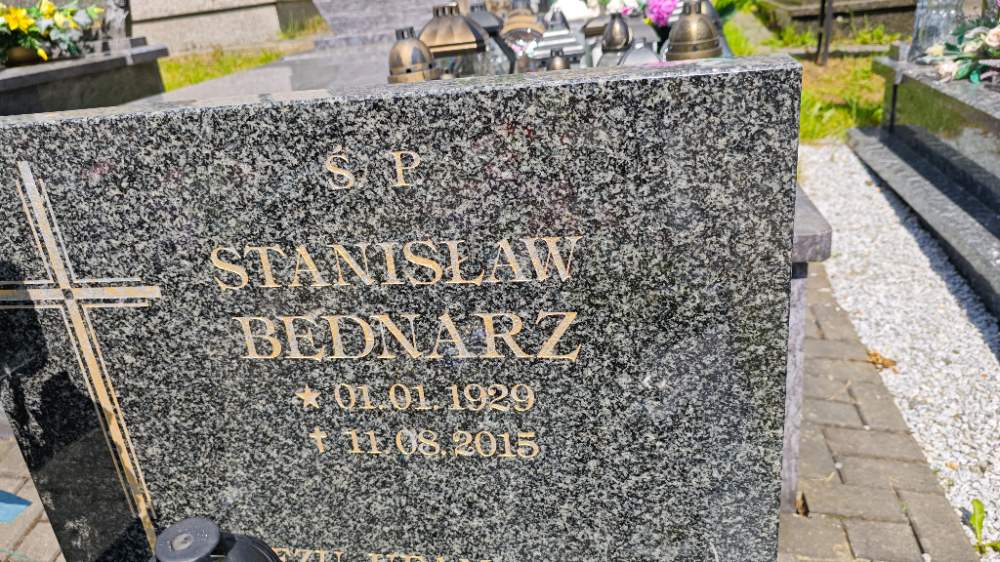 Ś P
STANISŁAW
BEDNARZ
★ 01.01.1929
✝ 11 08.2015